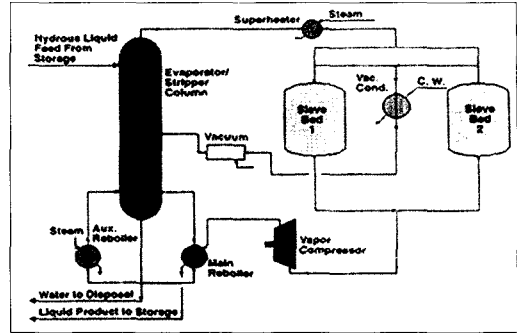 Superheater
Steam
Hydrous Liquid
Feed From
Storage
Evaporator/
Stripper
Column
Vac.
Cond.
C. W.
Sieve
Bed
1
Sieve
Bed
2
Vacuum
Steam
Aux.
Reboiler
Main
Reboiler
Vapor
Compressor
Water to Disposal
Liquid Product to Storage